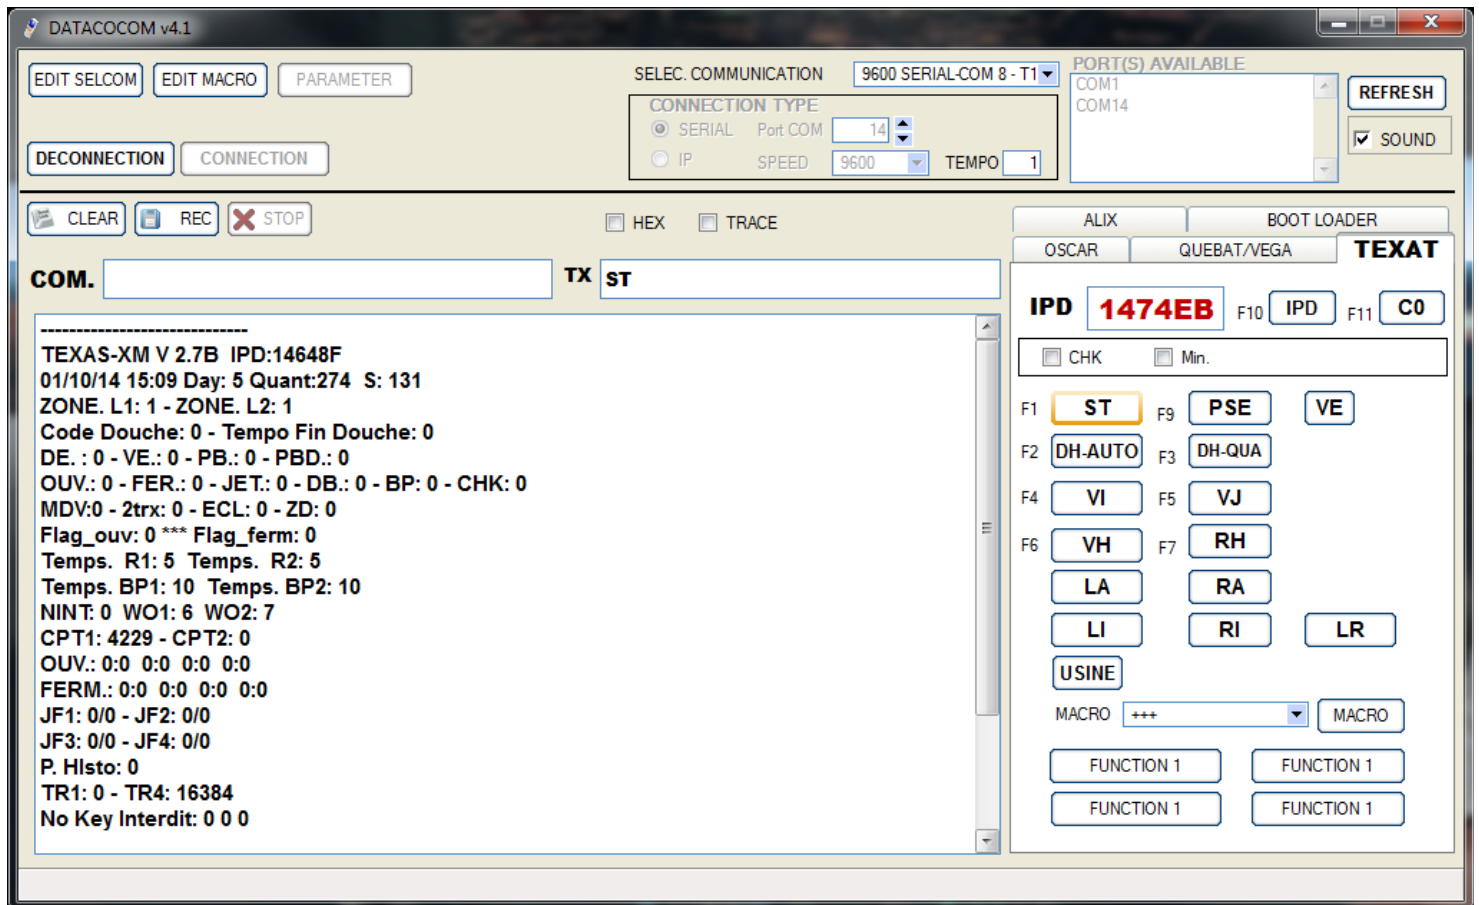 DATACOCOM v4.1
EDIT SELCOM EDIT MACRO PARAMETER
SELEC. COMMUNICATION 9600 SERIAL-COM 8 - T1
PORT(S) AVAILABLE
COM1
COM14
REFRESH
SOUND
CONNECTION TYPE
SERIAL Port COM 14
IP SPEED 9600 TEMPO 1
DECONNECTION CONNECTION
CLEAR REC STOP
HEX TRACE
ALIX BOOT LOADER
OSCAR QUEBAT/VEGA TEXAT
COM. TX ST
IPD 1474EB F10 IPD F11 C0
CHK Min.
-----------------------------
TEXAS-XM V 2.7B IPD:14648F
01/10/14 15:09 Day: 5 Quant:274 S: 131
ZONE. L1: 1 - ZONE. L2: 1
Code Douche: 0 - Tempo Fin Douche: 0
DE. : 0 - VE.: 0 - PB.: 0 - PBD.: 0
OUV.: 0 - FER.: 0 - JET.: 0 - DB.: 0 - BP: 0 - CHK: 0
MDV:0 - 2trx: 0 - ECL: 0 - ZD: 0
Flag_ouv: 0 *** Flag_ferm: 0
Temps. R1: 5 Temps. R2: 5
Temps. BP1: 10 Temps. BP2: 10
NINT: 0 WO1: 6 WO2: 7
CPT1: 4229 - CPT2: 0
OUV.: 0:0 0:0 0:0 0:0
FERM.: 0:0 0:0 0:0 0:0
JF1: 0/0 - JF2: 0/0
JF3: 0/0 - JF4: 0/0
P. HIsto: 0
TR1: 0 - TR4: 16384
No Key Interdit: 0 0 0
F1 ST F9 PSE VE
F2 DH-AUTO F3 DH-QUA
F4 VI F5 VJ
F6 VH F7 RH
LA RA
LI RI LR
USINE
MACRO +++ MACRO
FUNCTION 1 FUNCTION 1
FUNCTION 1 FUNCTION 1